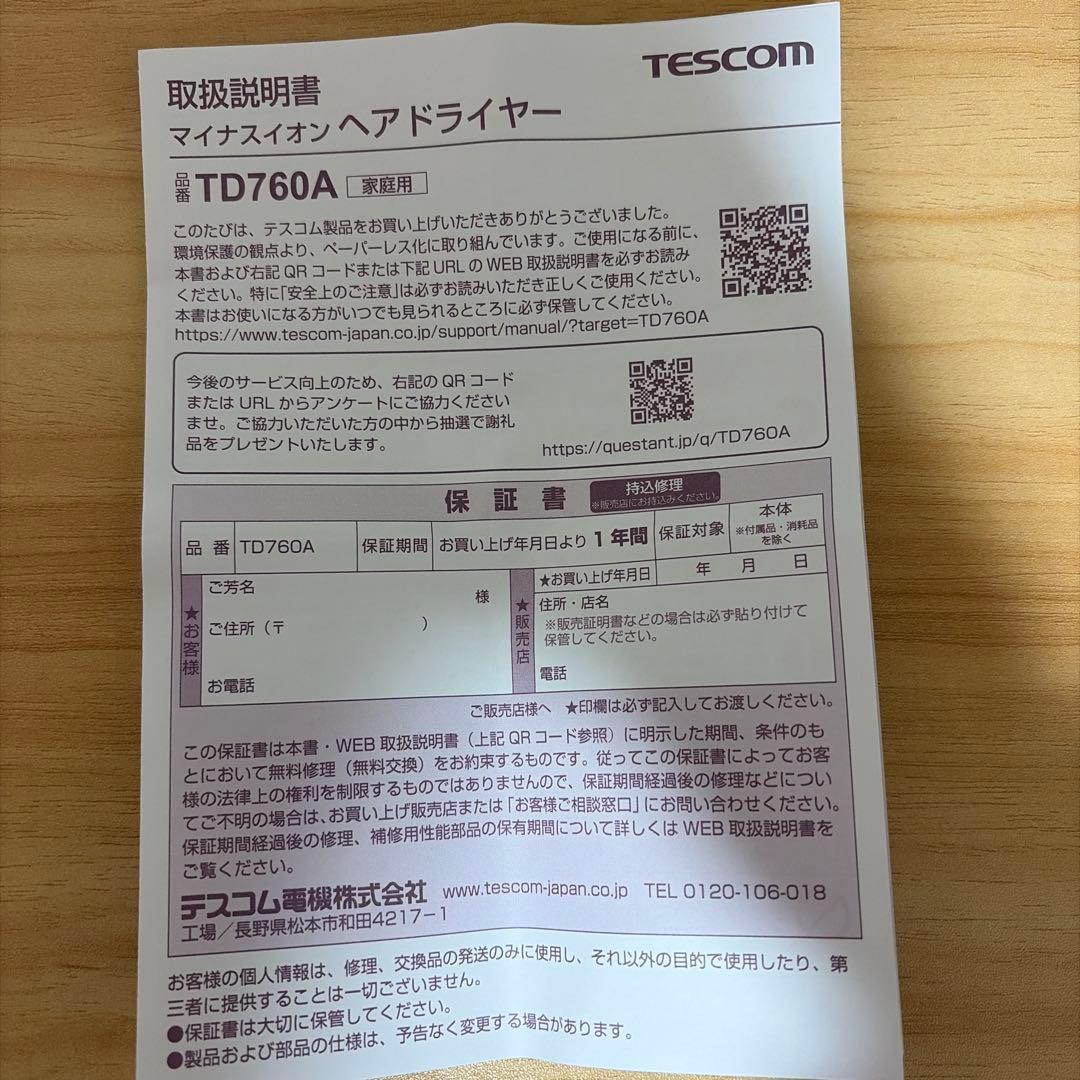 取扱説明書
TESCOM
マイナスイオン ヘアドライヤー
品番 TD760A 家庭用
このたびは、テスコム製品をお買い上げいただきありがとうございました。
環境保護の観点より、ペーパーレス化に取り組んでいます。ご使用になる前に、
本書および右記 QR コードまたは下記 URL の WEB 取扱説明書を必ずお読み
ください。特に「安全上のご注意」は必ずお読みいただき正しくご使用ください。
本書はお使いになる方がいつでも見られるところに必ず保管してください。
https://www.tescom-japan.co.jp/support/manual/?target=TD760A
今後のサービス向上のため、右記の QR コード
または URL からアンケートにご協力ください
ませ。ご協力いただいた方の中から抽選で謝礼
品をプレゼントいたします。
https://questant.jp/q/TD760A
保証書
持込修理
※販売店にお持込みください。
品番 TD760A 保証期間 お買い上げ年月日より 1 年間 保証対象 本体
※付属品・消耗品
を除く
★お客様
ご芳名 様
ご住所（〒 ）
お電話
★販売店
★お買い上げ年月日 年 月 日
住所・店名
※販売証明書などの場合は必ず貼り付けて
保管してください。
電話
ご販売店様へ ★印欄は必ず記入してお渡しください。
この保証書は本書・WEB 取扱説明書（上記 QR コード参照）に明示した期間、条件のも
とにおいて無料修理（無料交換）をお約束するものです。従ってこの保証書によってお客
様の法律上の権利を制限するものではありませんので、保証期間経過後の修理などについ
てご不明の場合は、お買い上げ販売店または「お客様ご相談窓口」にお問い合わせください。
保証期間経過後の修理、補修用性能部品の保有期間について詳しくは WEB 取扱説明書を
ご覧ください。
テスコム電機株式会社 www.tescom-japan.co.jp TEL 0120-106-018
工場／長野県松本市和田4217－1
お客様の個人情報は、修理、交換品の発送のみに使用し、それ以外の目的で使用したり、第
三者に提供することは一切ございません。
●保証書は大切に保管してください。
●製品および部品の仕様は、予告なく変更する場合があります。